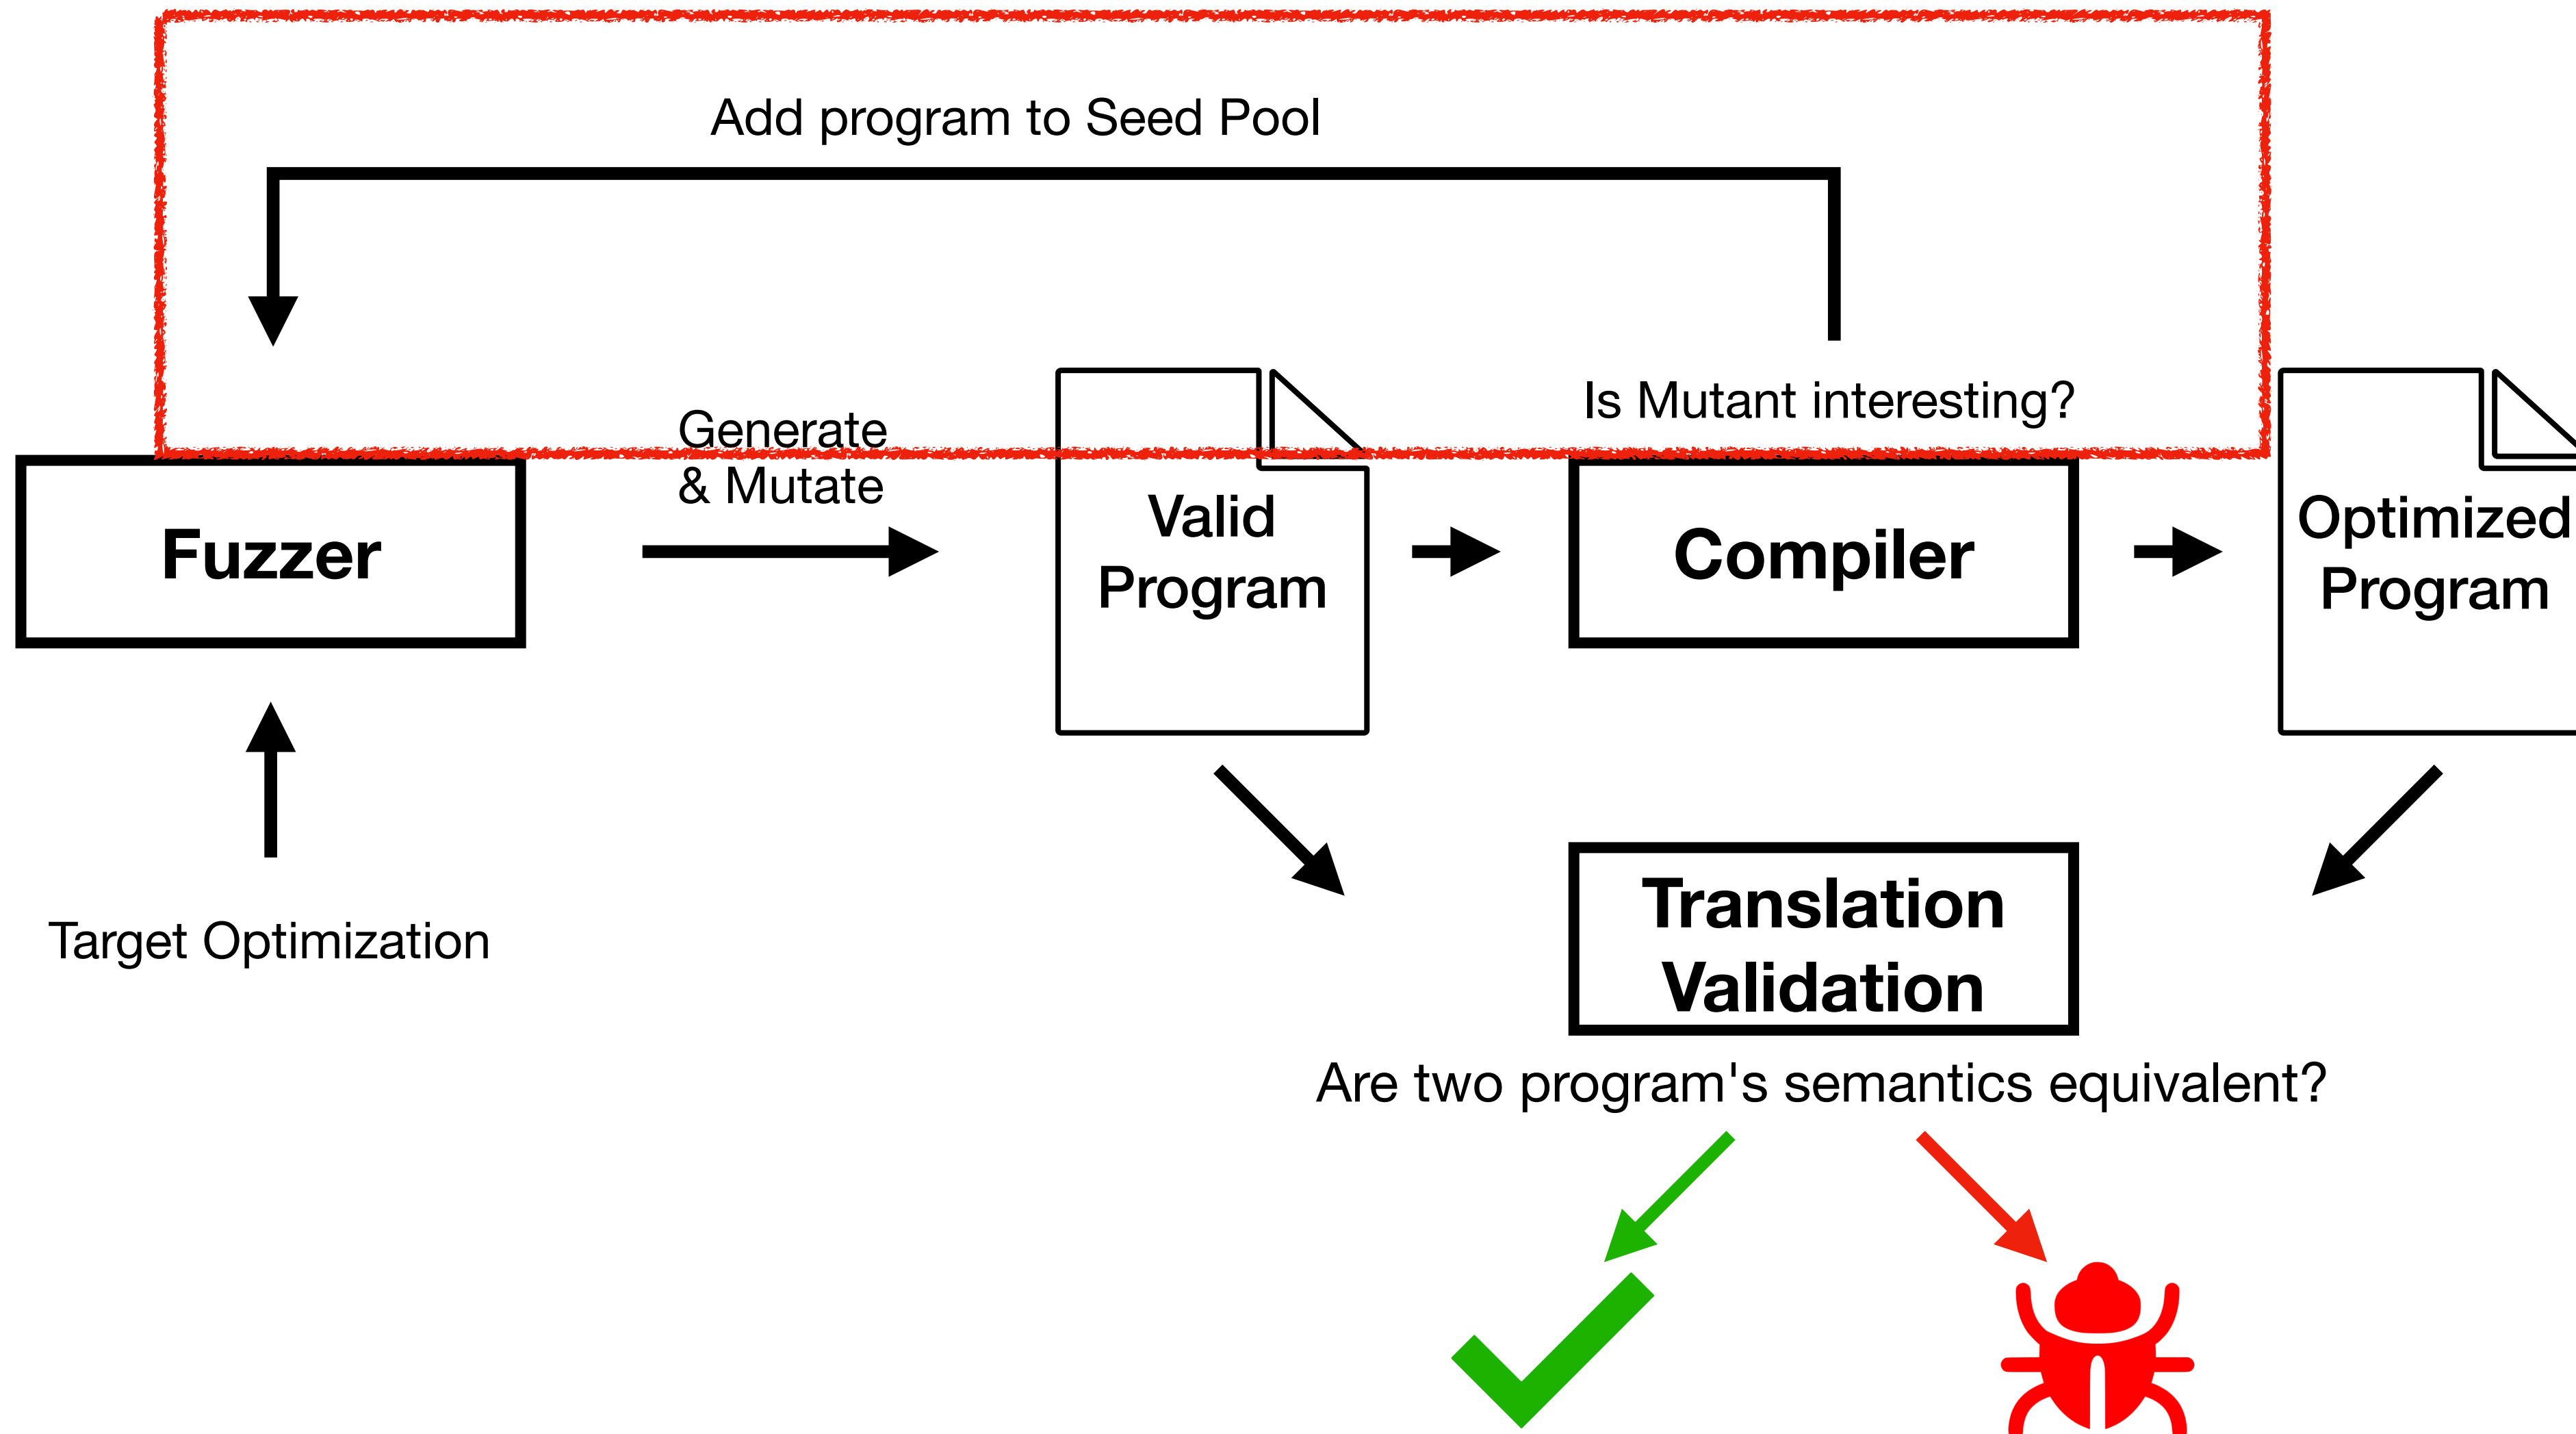 Add program to Seed Pool
Is Mutant interesting?
Generate
& Mutate
Fuzzer
Valid
Program
Compiler
Optimized
Program
Target Optimization
Translation
Validation
Are two program's semantics equivalent?